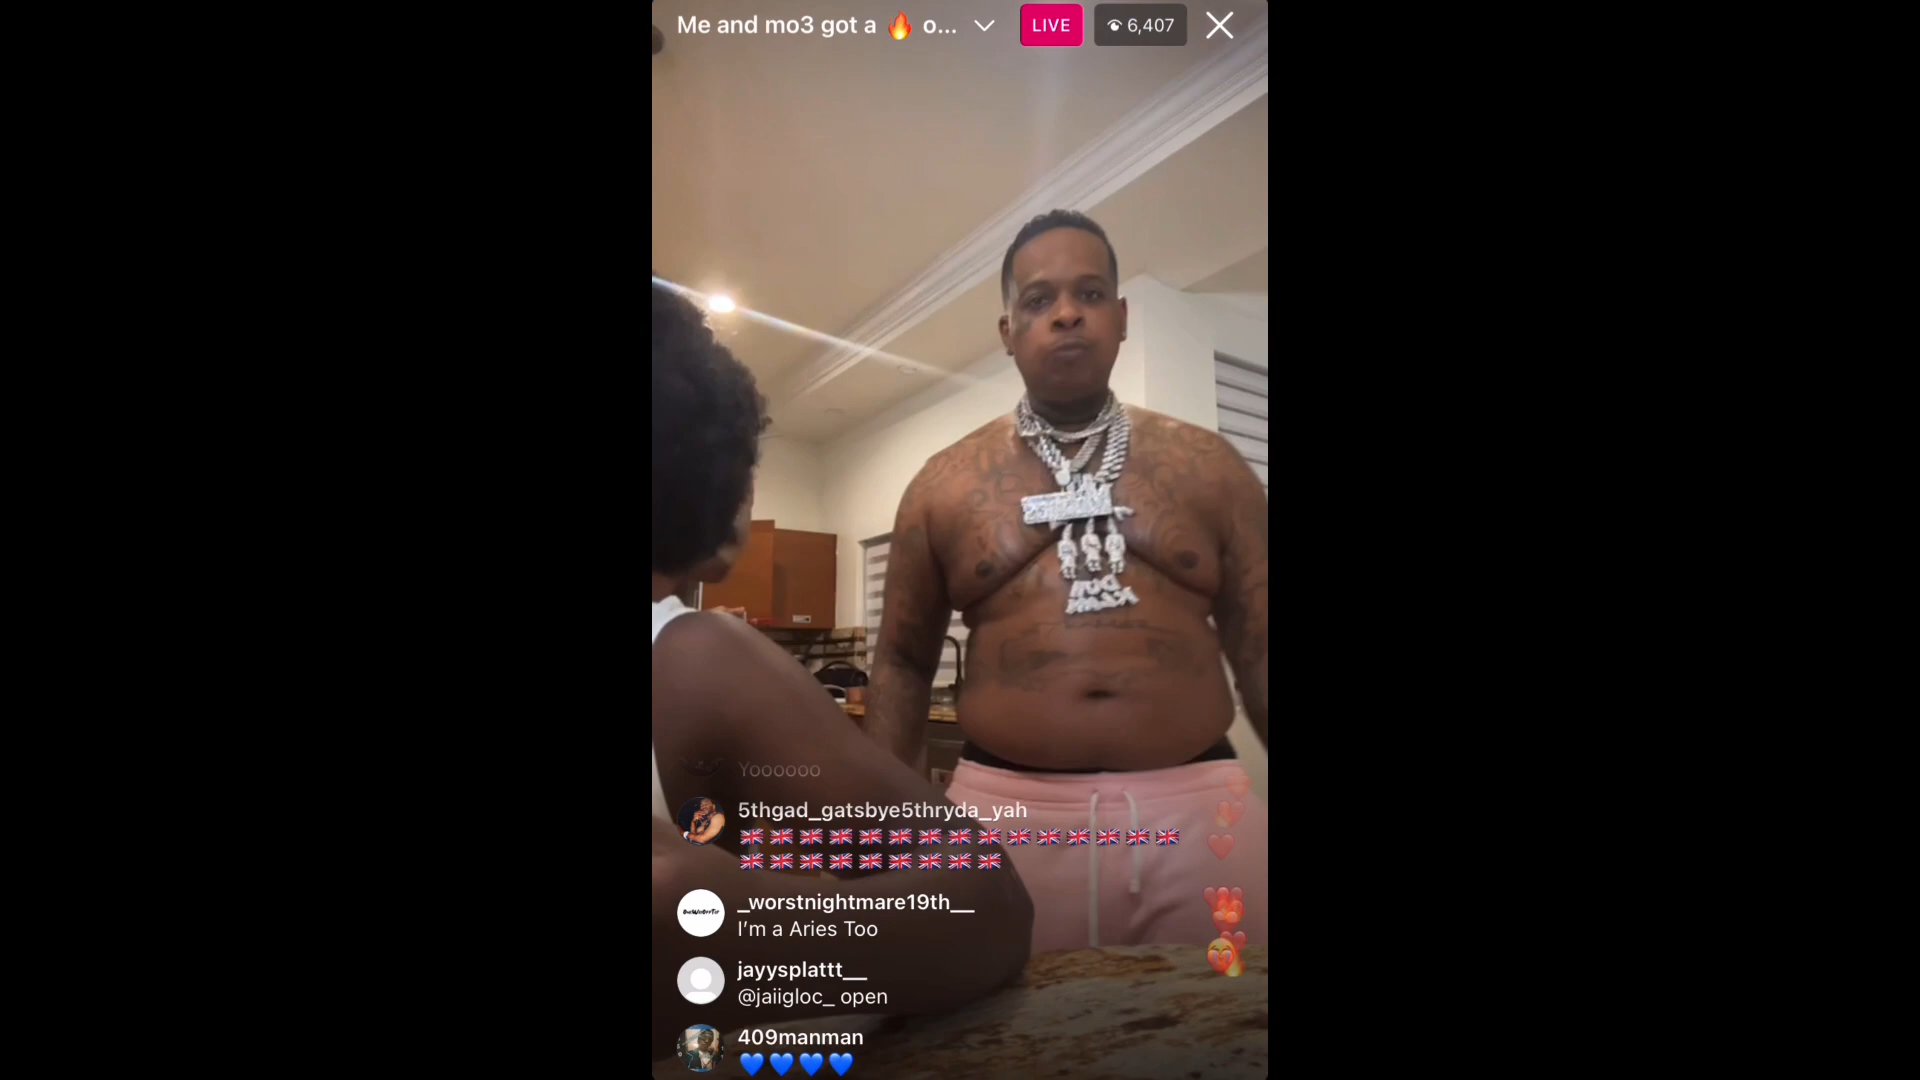 Me and mo3 got a 🔥 o...
LIVE
6,407
Yoooooo
5thgad_gatsbye5thryda_yah
🇬🇧🇬🇧🇬🇧🇬🇧🇬🇧🇬🇧🇬🇧🇬🇧🇬🇧🇬🇧🇬🇧🇬🇧🇬🇧🇬🇧🇬🇧
🇬🇧🇬🇧🇬🇧🇬🇧🇬🇧🇬🇧🇬🇧🇬🇧🇬🇧
_worstnightmare19th__
I’m a Aries Too
jayysplattt__
@jaiigloc_ open
409manman
💙💙💙💙